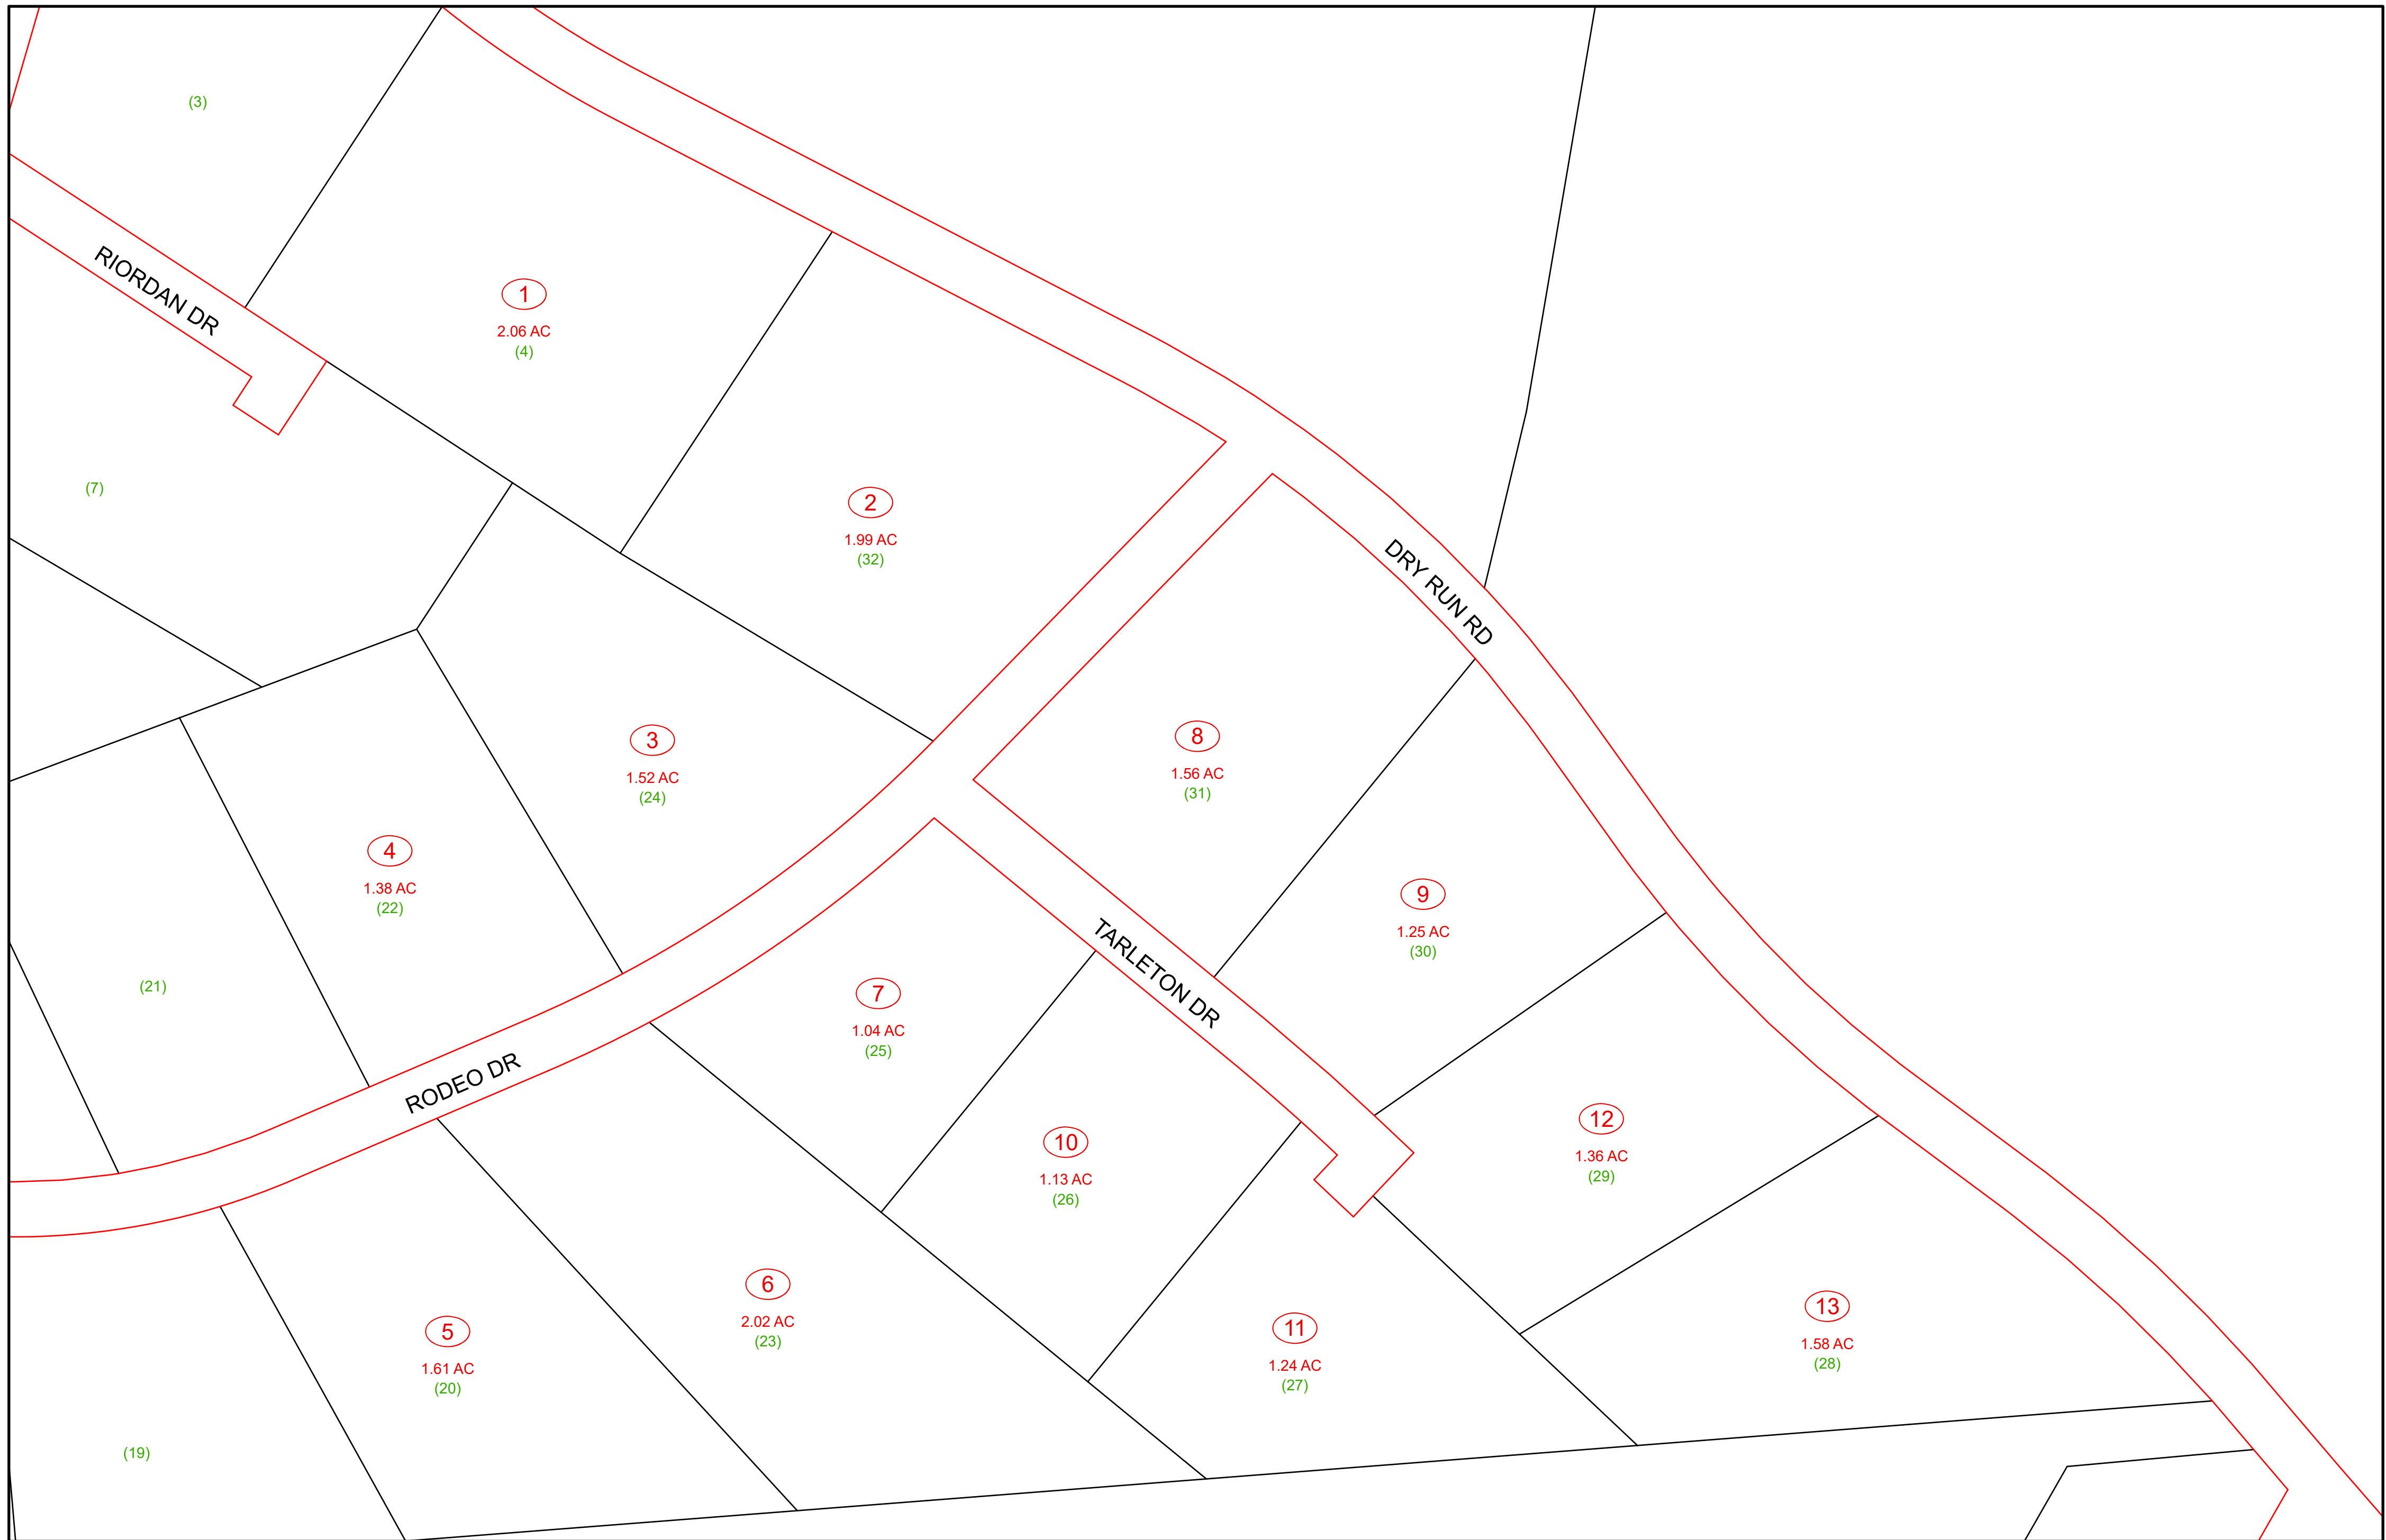 (3)
RIORDAN DR
1
2.06 AC
(4)
(7)
2
1.99 AC
(32)
DRY RUN RD
3
1.52 AC
(24)
8
1.56 AC
(31)
4
1.38 AC
(22)
9
1.25 AC
(30)
(21)
TARLETON DR
7
1.04 AC
(25)
RODEO DR
10
1.13 AC
(26)
12
1.36 AC
(29)
6
2.02 AC
(23)
5
1.61 AC
(20)
11
1.24 AC
(27)
13
1.58 AC
(28)
(19)